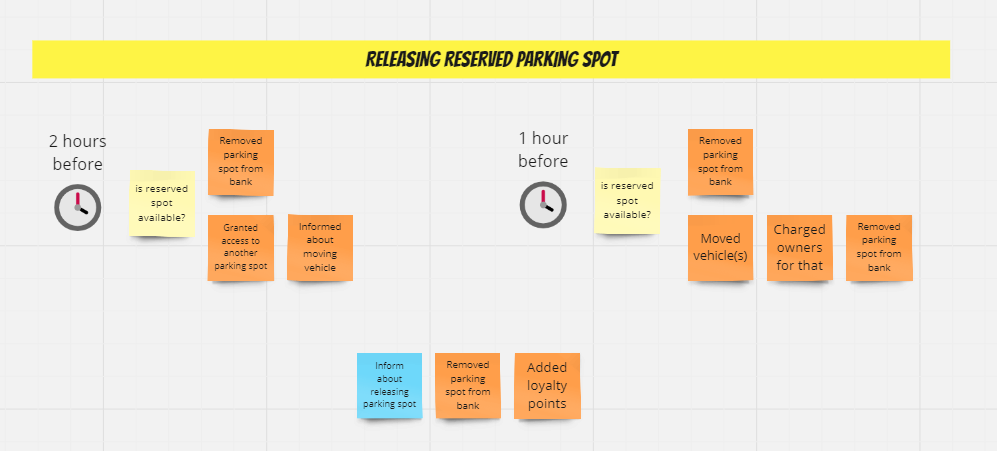 RELEASING RESERVED PARKING SPOT
2 hours
before
is reserved
spot
available?
Removed
parking
spot from
bank
Granted
access to
another
parking spot
Informed
about
moving
vehicle
1 hour
before
is reserved
spot
available?
Removed
parking
spot from
bank
Moved
vehicle(s)
Charged
owners
for that
Removed
parking
spot from
bank
Inform
about
releasing
parking spot
Removed
parking
spot from
bank
Added
loyalty
points